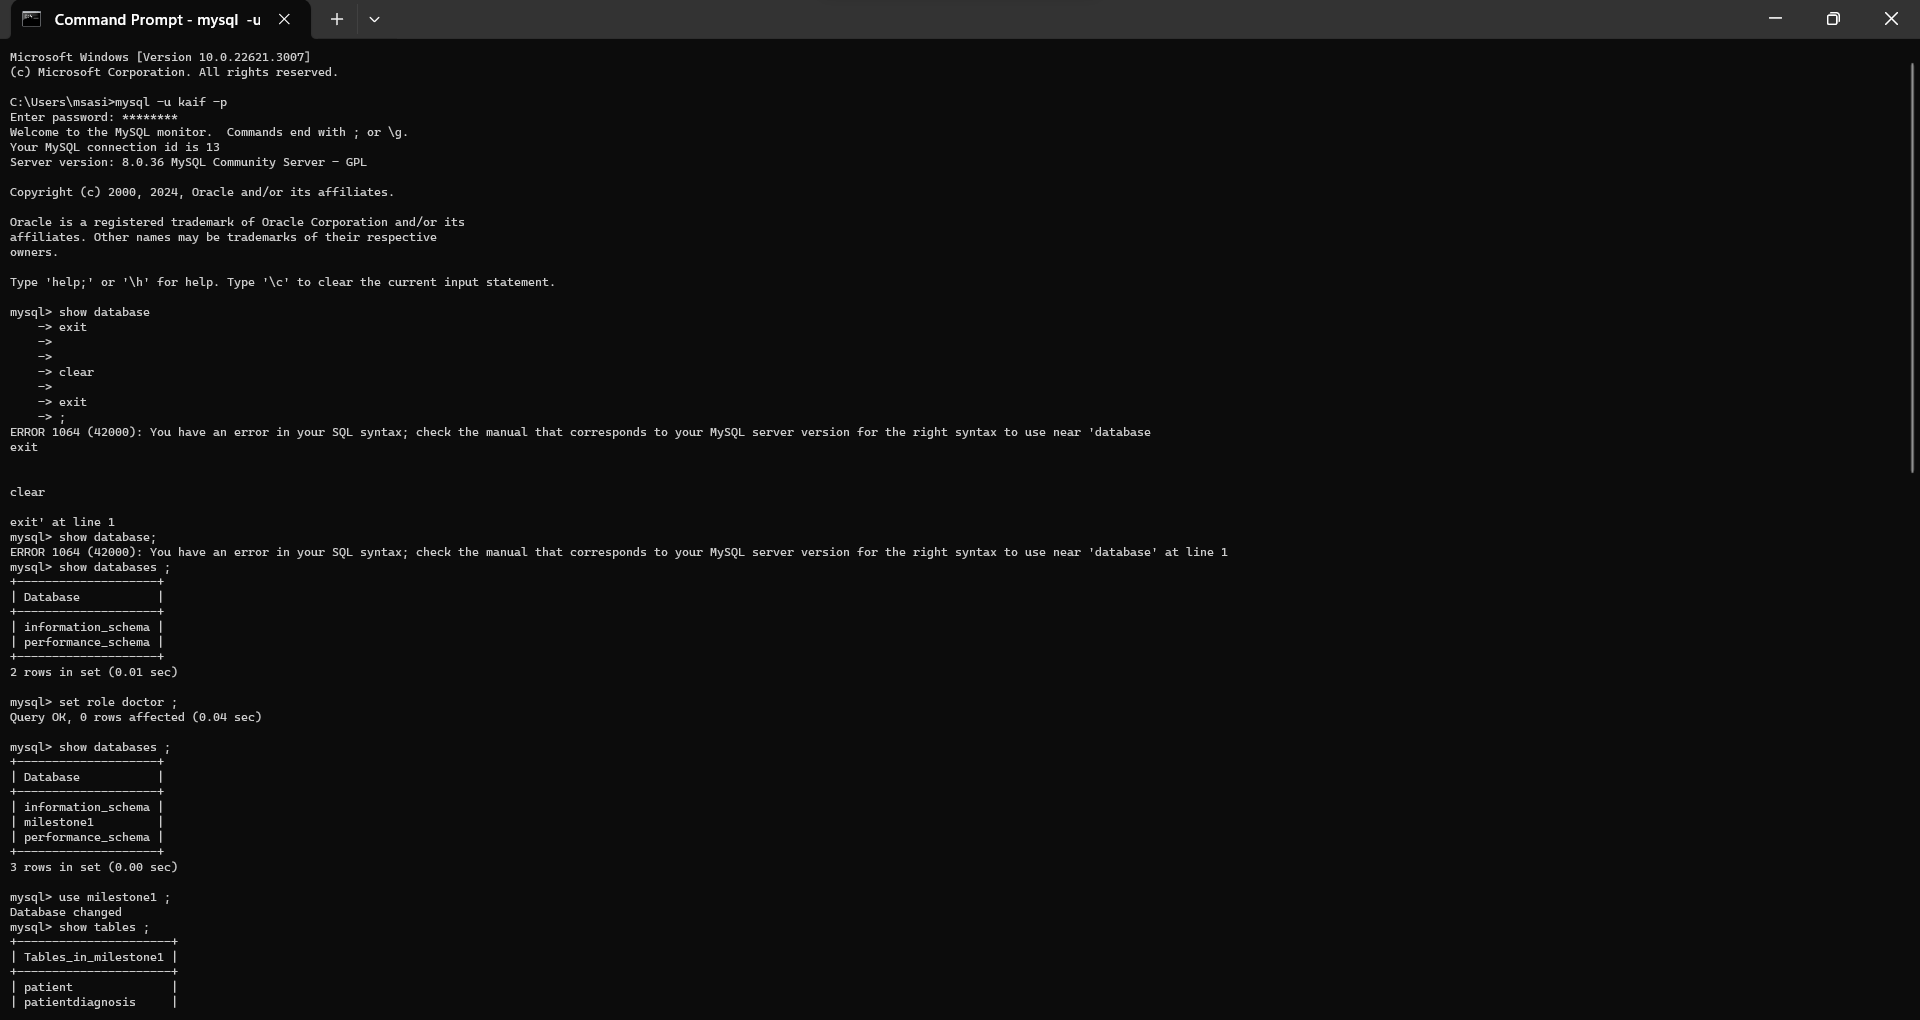 Command Prompt - mysql -u
Microsoft Windows [Version 10.0.22621.3007]
(c) Microsoft Corporation. All rights reserved.
C:\Users\msasi>mysql -u kaif -p
Enter password: ********
Welcome to the MySQL monitor.  Commands end with ; or \g.
Your MySQL connection id is 13
Server version: 8.0.36 MySQL Community Server - GPL
Copyright (c) 2000, 2024, Oracle and/or its affiliates.
Oracle is a registered trademark of Oracle Corporation and/or its
affiliates. Other names may be trademarks of their respective
owners.
Type 'help;' or '\h' for help. Type '\c' to clear the current input statement.
mysql> show database
    -> exit
    ->
    ->
    -> clear
    ->
    -> exit
    -> ;
ERROR 1064 (42000): You have an error in your SQL syntax; check the manual that corresponds to your MySQL server version for the right syntax to use near 'database
exit
clear
exit' at line 1
mysql> show database;
ERROR 1064 (42000): You have an error in your SQL syntax; check the manual that corresponds to your MySQL server version for the right syntax to use near 'database' at line 1
mysql> show databases ;
+--------------------+
| Database           |
+--------------------+
| information_schema |
| performance_schema |
+--------------------+
2 rows in set (0.01 sec)
mysql> set role doctor ;
Query OK, 0 rows affected (0.04 sec)
mysql> show databases ;
+--------------------+
| Database           |
+--------------------+
| information_schema |
| milestone1         |
| performance_schema |
+--------------------+
3 rows in set (0.00 sec)
mysql> use milestone1 ;
Database changed
mysql> show tables ;
+----------------------+
| Tables_in_milestone1 |
+----------------------+
| patient              |
| patientdiagnosis     |